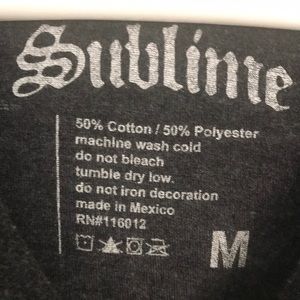 Sublime
50% Cotton / 50% Polyester
machine wash cold
do not bleach
tumble dry low.
do not iron decoration
made in Mexico
RN#116012
M